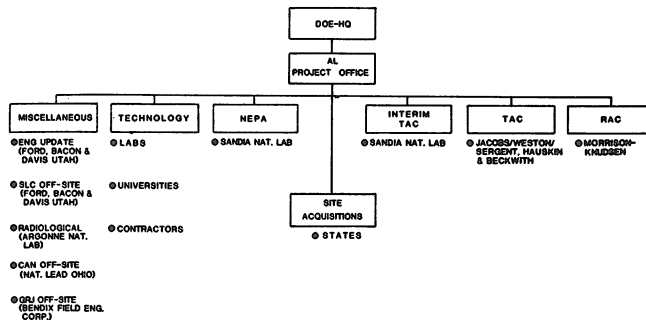 DOE-HQ
AL
PROJECT OFFICE
MISCELLANEOUS
ENG UPDATE
(FORD, BACON &
DAVIS UTAH)
SLC OFF-SITE
(FORD, BACON &
DAVIS UTAH)
RADIOLOGICAL
(ARGONNE NAT.
LAB)
CAN OFF-SITE
(NAT. LEAD OHIO)
GRJ OFF-SITE
(BENDIX FIELD ENG.
CORP.)
TECHNOLOGY
LABS
UNIVERSITIES
CONTRACTORS
NEPA
SANDIA NAT. LAB
SITE
ACQUISITIONS
STATES
INTERIM
TAC
SANDIA NAT. LAB
TAC
JACOBS/WESTON/
SERGENT, HAUSKIN
& BECKWITH
RAC
MORRISON-
KNUDSEN